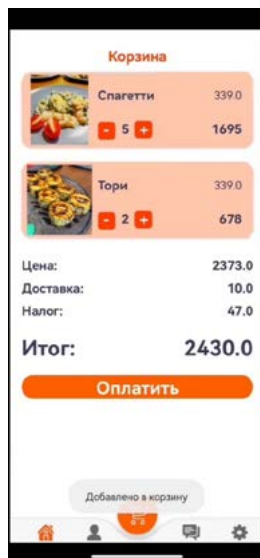 Корзина
Спагетти 339.0
- 5 + 1695
Тори 339.0
- 2 + 678
Цена: 2373.0
Доставка: 10.0
Налог: 47.0
Итог: 2430.0
Оплатить
Добавлено в корзину